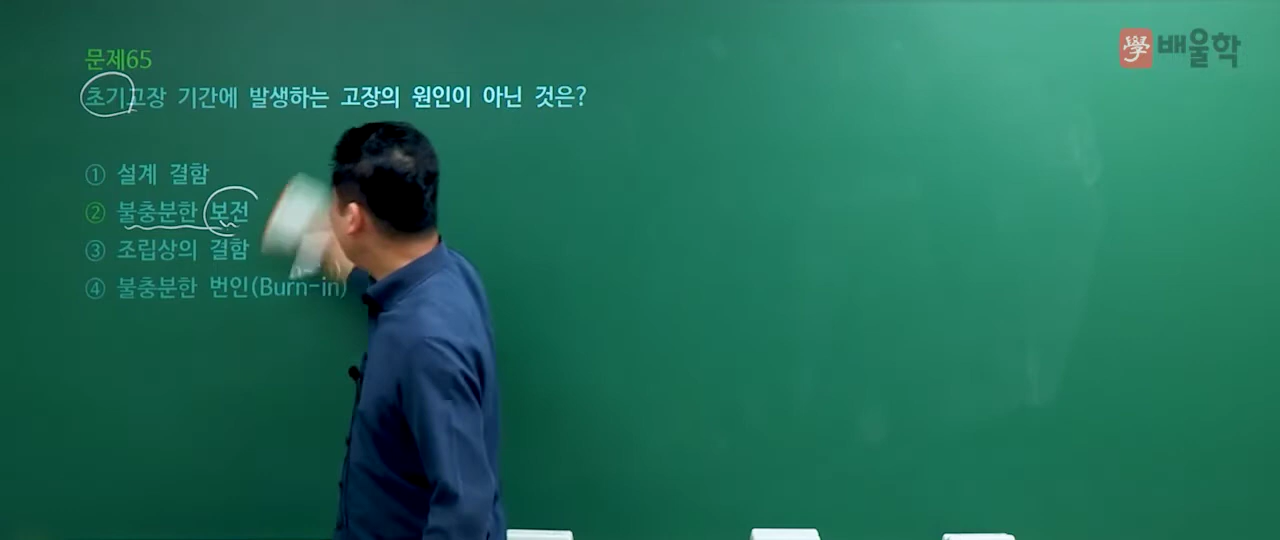 學 배울학
문제65
초기고장 기간에 발생하는 고장의 원인이 아닌 것은?
① 설계 결함
② 불충분한 보전
③ 조립상의 결함
④ 불충분한 번인(Burn-in)